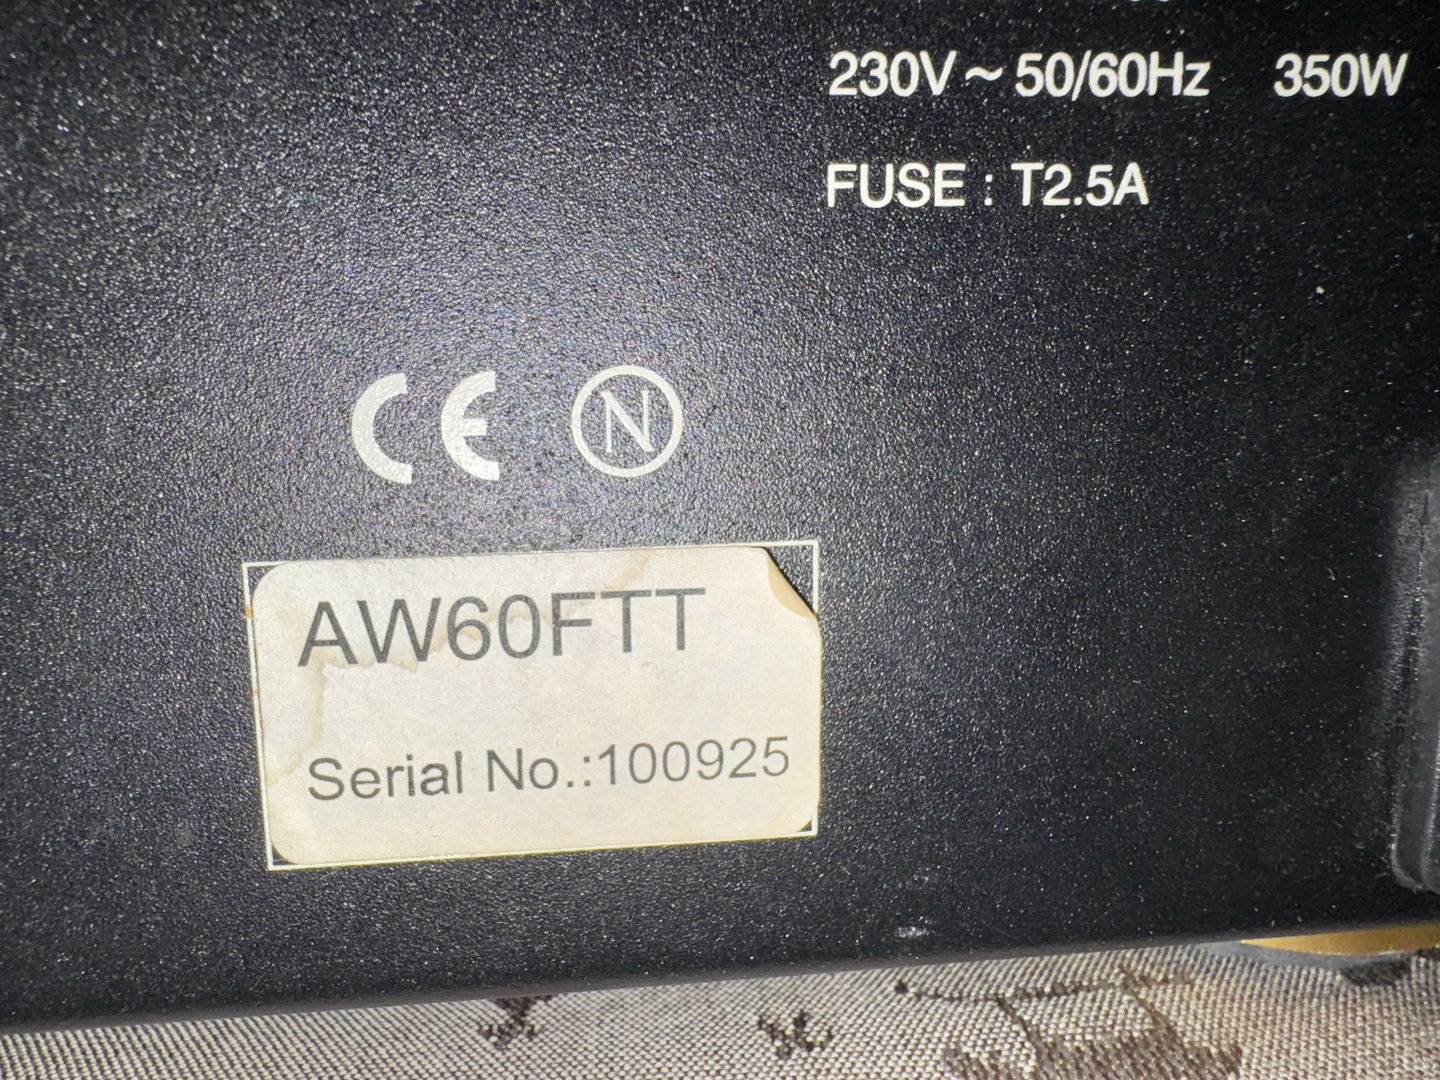 230V ~ 50/60Hz 350W
FUSE : T2.5A
CE N
AW60FTT
Serial No.:100925